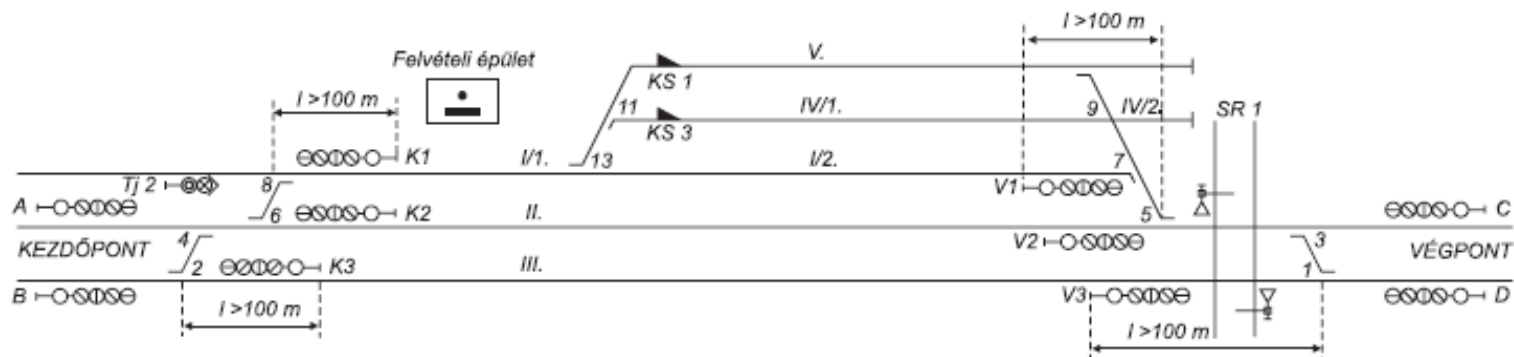 l >100 m
V.
Felvételi épület
KS 1
l >100 m
11
IV/1.
9
IV/2.
SR 1
KS 3
K1
I/1.
13
I/2.
7
Tj 2
8
V1
A
6
K2
II.
5
C
KEZDŐPONT
4
V2
3
VÉGPONT
2
K3
III.
1
B
V3
D
l >100 m
l >100 m